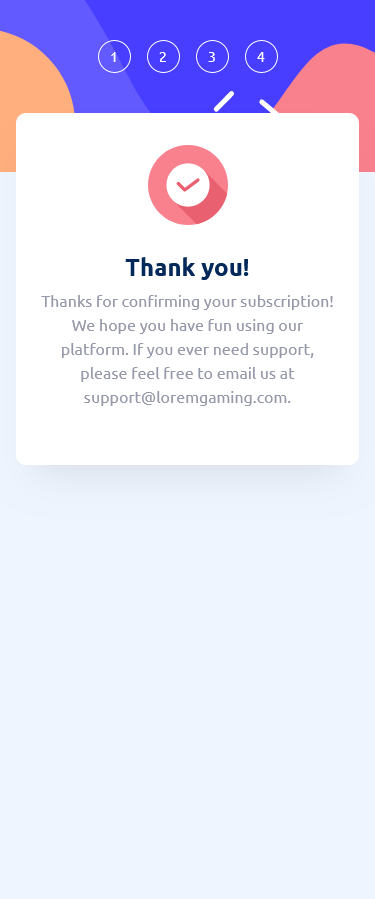 1 2 3 4
Thank you!
Thanks for confirming your subscription!
We hope you have fun using our
platform. If you ever need support,
please feel free to email us at
support@loremgaming.com.